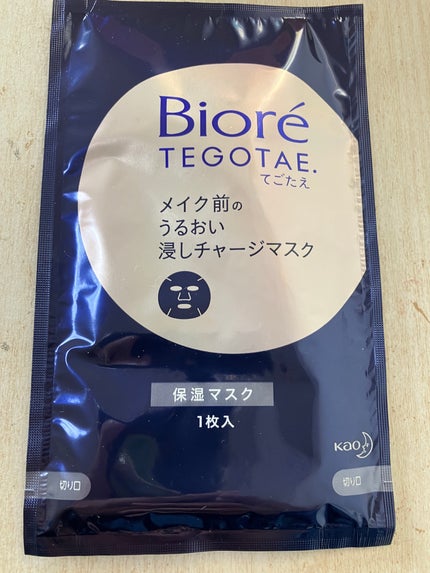 Bioré
TEGOTAE.
てごたえ
メイク前の
うるおい
浸しチャージマスク
保湿マスク
1枚入
Kao
切り口
切り口